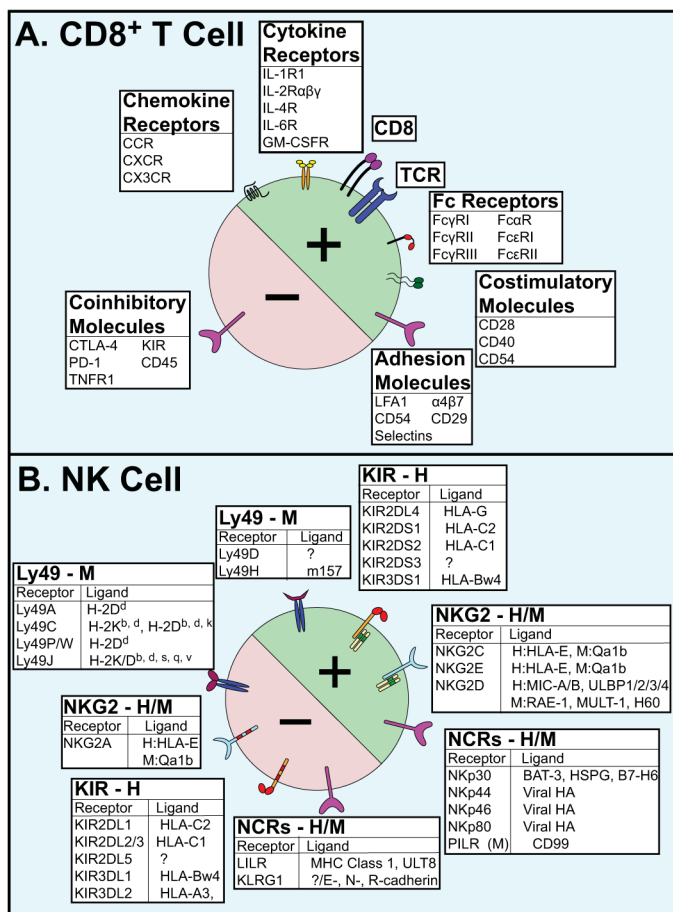 A. CD8+ T Cell
Cytokine
Receptors
IL-1R1
IL-2Rαβγ
IL-4R
IL-6R
GM-CSFR
Chemokine
Receptors
CCR
CXCR
CX3CR
CD8
TCR
Fc Receptors
FcγRI FcαR
FcγRII FcεRI
FcγRIII FcεRII
+
−
Costimulatory
Molecules
CD28
CD40
CD54
Coinhibitory
Molecules
CTLA-4 KIR
PD-1 CD45
TNFR1
Adhesion
Molecules
LFA1 α4β7
CD54 CD29
Selectins
B. NK Cell
KIR - H
Receptor Ligand
KIR2DL4 HLA-G
KIR2DS1 HLA-C2
KIR2DS2 HLA-C1
KIR2DS3 ?
KIR3DS1 HLA-Bw4
Ly49 - M
Receptor Ligand
Ly49D ?
Ly49H m157
Ly49 - M
Receptor Ligand
Ly49A H-2Dd
Ly49C H-2Kb, d, H-2Db, d, k
Ly49P/W H-2Dd
Ly49J H-2K/Db, d, s, q, v
NKG2 - H/M
Receptor Ligand
NKG2C H:HLA-E, M:Qa1b
NKG2E H:HLA-E, M:Qa1b
NKG2D H:MIC-A/B, ULBP1/2/3/4
M:RAE-1, MULT-1, H60
+
−
NKG2 - H/M
Receptor Ligand
NKG2A H:HLA-E
M:Qa1b
NCRs - H/M
Receptor Ligand
NKp30 BAT-3, HSPG, B7-H6
NKp44 Viral HA
NKp46 Viral HA
NKp80 Viral HA
PILR (M) CD99
KIR - H
Receptor Ligand
KIR2DL1 HLA-C2
KIR2DL2/3 HLA-C1
KIR2DL5 ?
KIR3DL1 HLA-Bw4
KIR3DL2 HLA-A3,
NCRs - H/M
Receptor Ligand
LILR MHC Class 1, ULT8
KLRG1 ?/E-, N-, R-cadherin